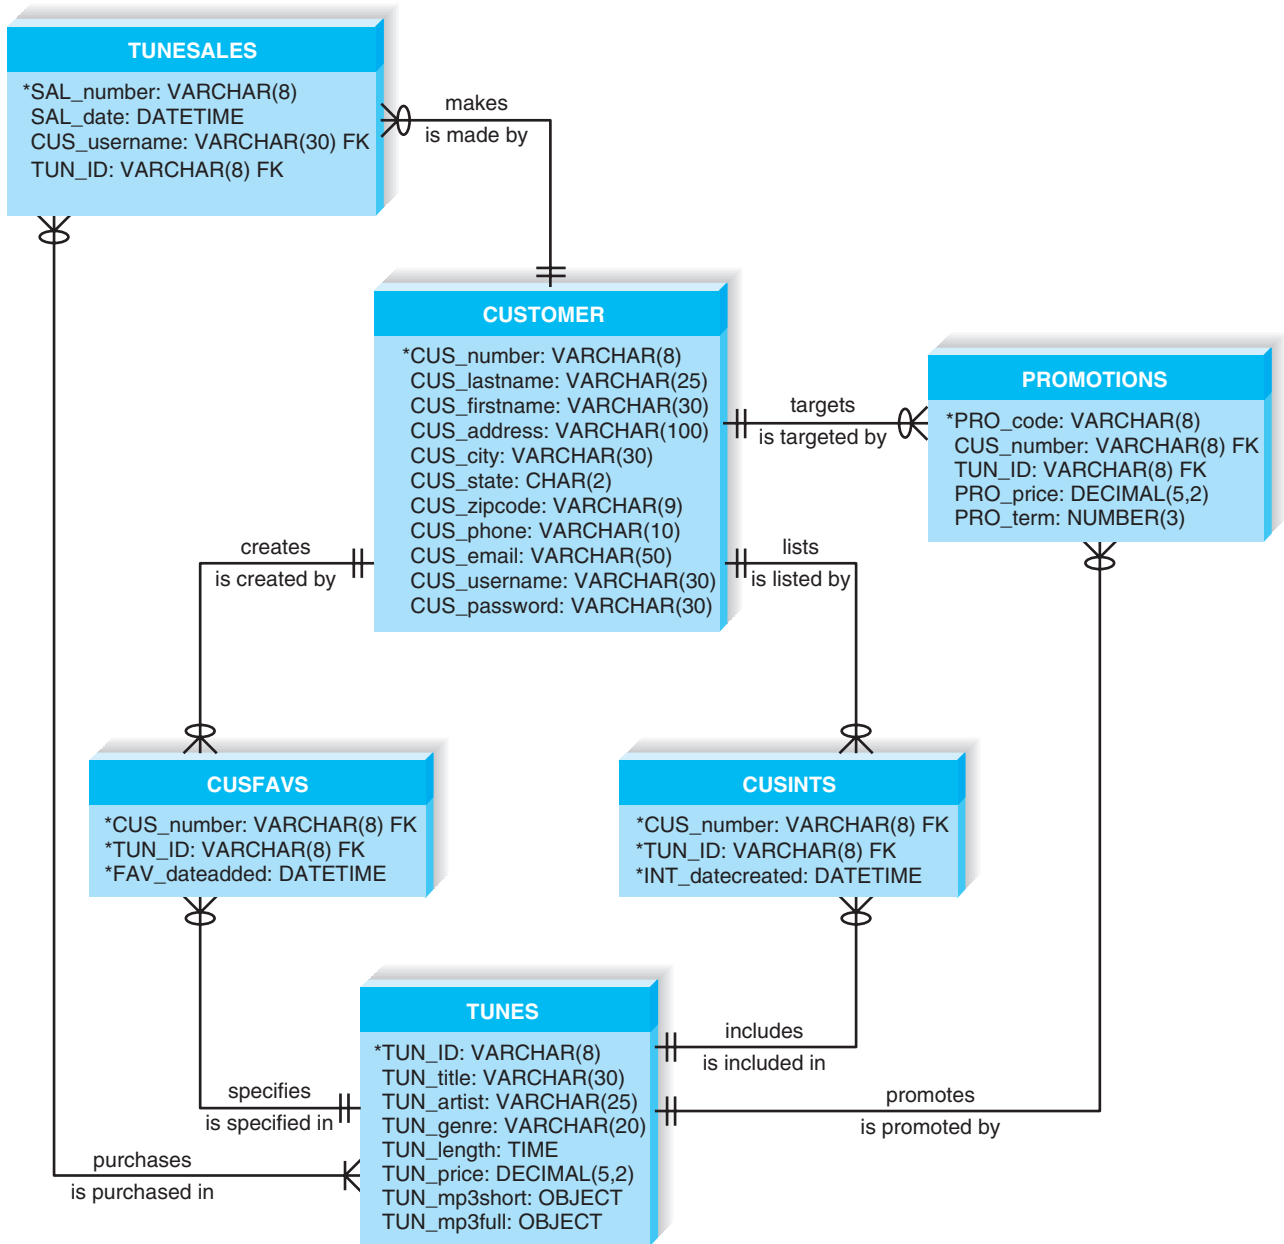 TUNESALES
*SAL_number: VARCHAR(8)
SAL_date: DATETIME
CUS_username: VARCHAR(30) FK
TUN_ID: VARCHAR(8) FK
makes
is made by
CUSTOMER
*CUS_number: VARCHAR(8)
CUS_lastname: VARCHAR(25)
CUS_firstname: VARCHAR(30)
CUS_address: VARCHAR(100)
CUS_city: VARCHAR(30)
CUS_state: CHAR(2)
CUS_zipcode: VARCHAR(9)
CUS_phone: VARCHAR(10)
CUS_email: VARCHAR(50)
CUS_username: VARCHAR(30)
CUS_password: VARCHAR(30)
targets
is targeted by
PROMOTIONS
*PRO_code: VARCHAR(8)
CUS_number: VARCHAR(8) FK
TUN_ID: VARCHAR(8) FK
PRO_price: DECIMAL(5,2)
PRO_term: NUMBER(3)
creates
is created by
lists
is listed by
CUSFAVS
*CUS_number: VARCHAR(8) FK
*TUN_ID: VARCHAR(8) FK
*FAV_dateadded: DATETIME
CUSINTS
*CUS_number: VARCHAR(8) FK
*TUN_ID: VARCHAR(8) FK
*INT_datecreated: DATETIME
TUNES
*TUN_ID: VARCHAR(8)
TUN_title: VARCHAR(30)
TUN_artist: VARCHAR(25)
TUN_genre: VARCHAR(20)
TUN_length: TIME
TUN_price: DECIMAL(5,2)
TUN_mp3short: OBJECT
TUN_mp3full: OBJECT
includes
is included in
specifies
is specified in
promotes
is promoted by
purchases
is purchased in